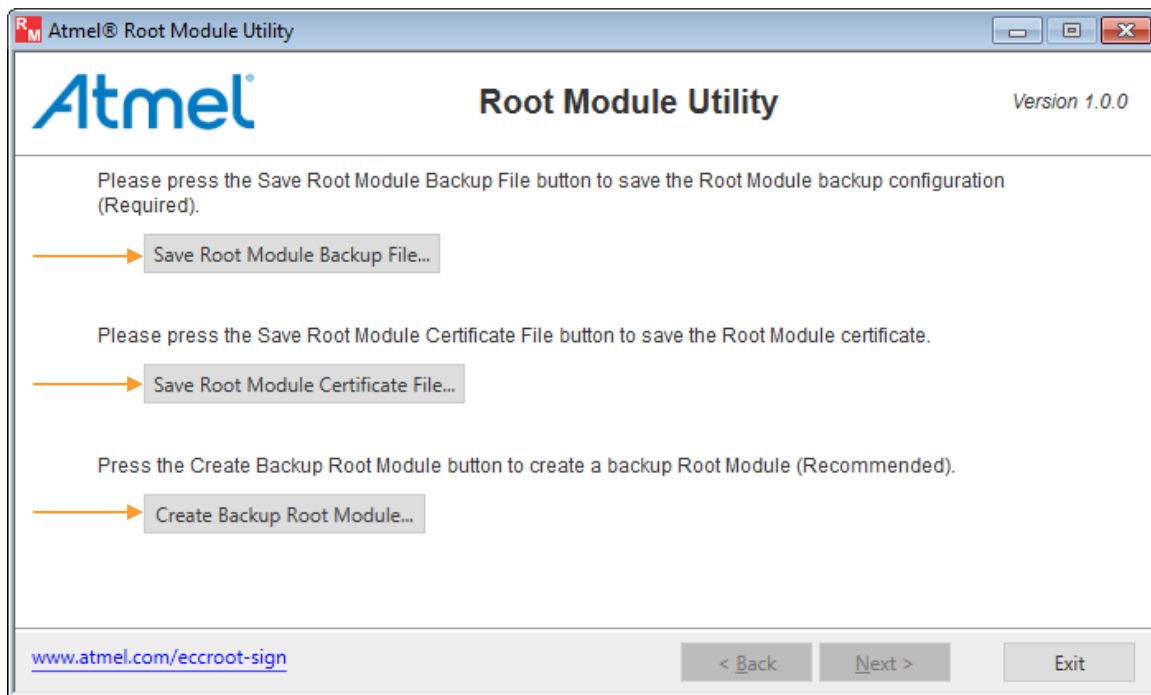 RM Atmel® Root Module Utility
Atmel® Root Module Utility Version 1.0.0
Please press the Save Root Module Backup File button to save the Root Module backup configuration
(Required).
Save Root Module Backup File...
Please press the Save Root Module Certificate File button to save the Root Module certificate.
Save Root Module Certificate File...
Press the Create Backup Root Module button to create a backup Root Module (Recommended).
Create Backup Root Module...
www.atmel.com/eccroot-sign < Back Next > Exit